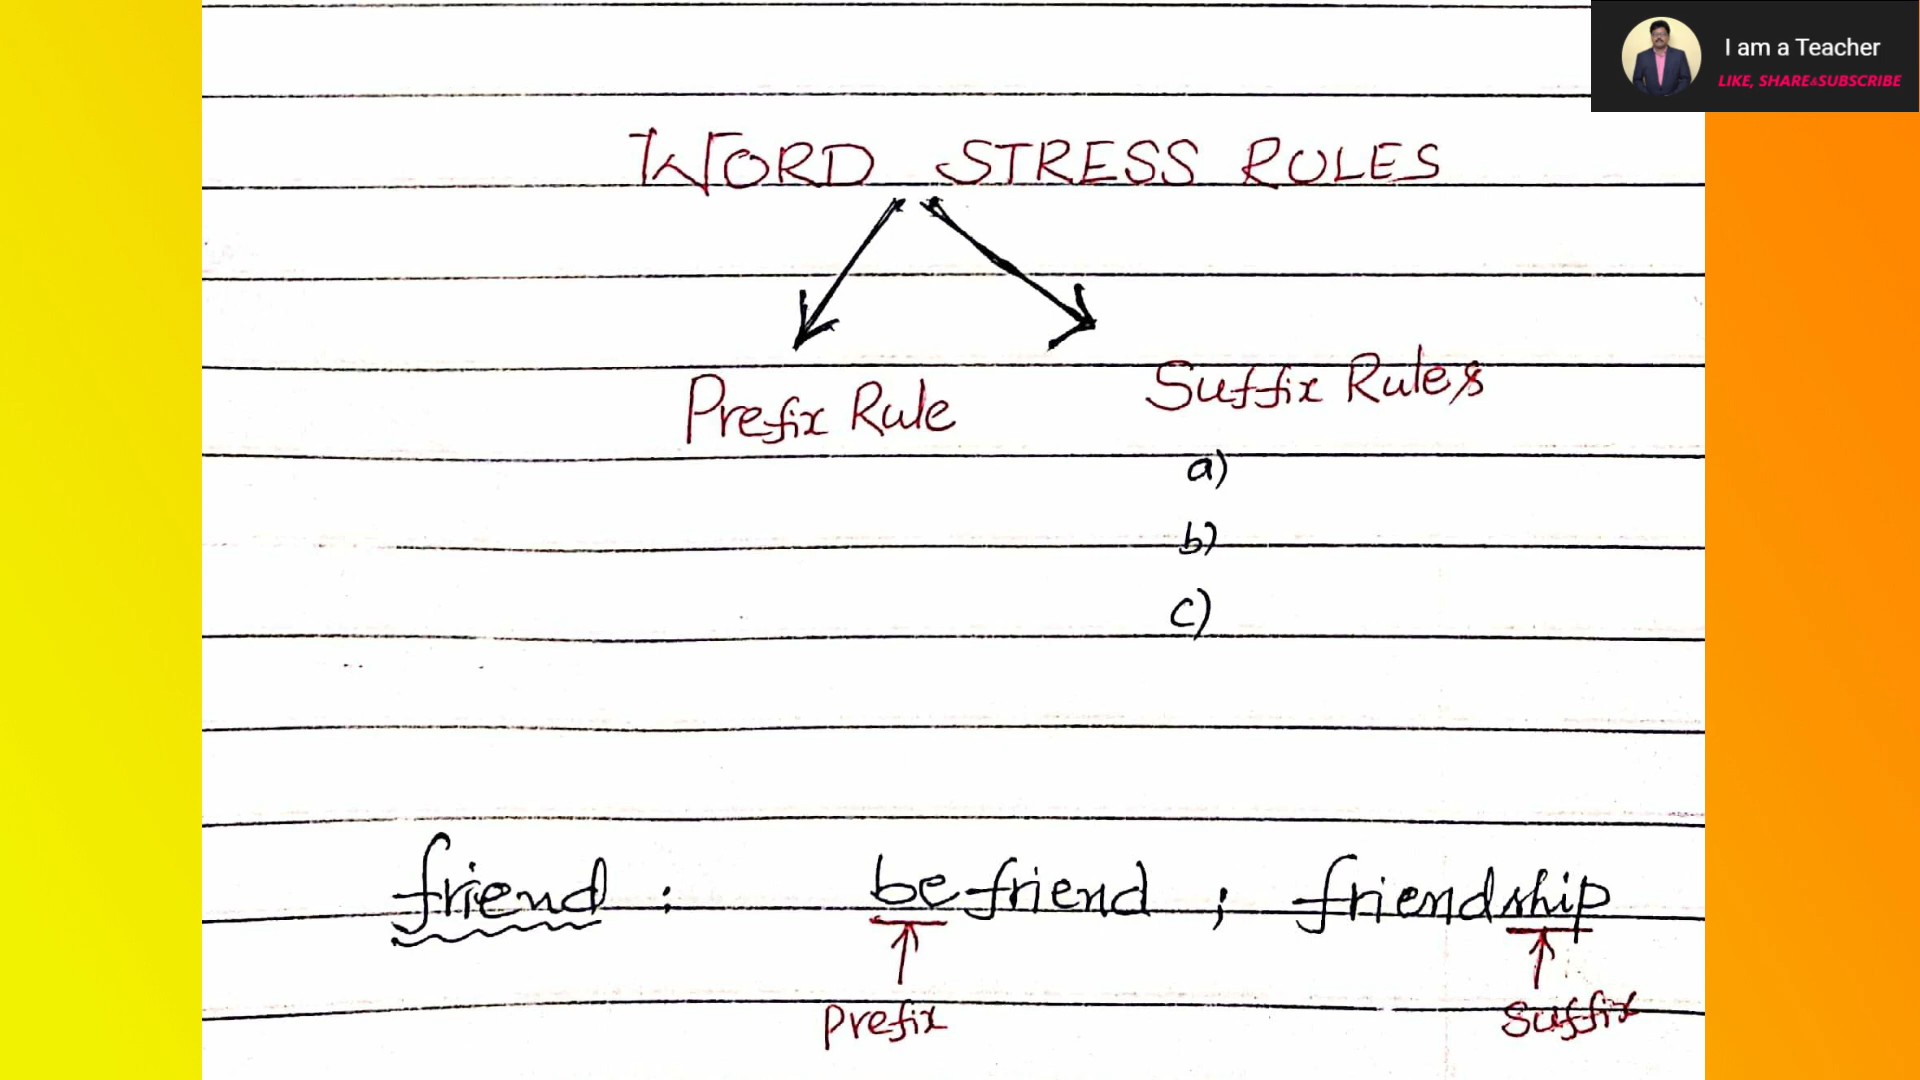 I am a Teacher
LIKE, SHARE&SUBSCRIBE
WORD STRESS RULES
Prefix Rule
Suffix Rules
a)
b)
c)
friend : befriend ; friendship
Prefix
Suffix